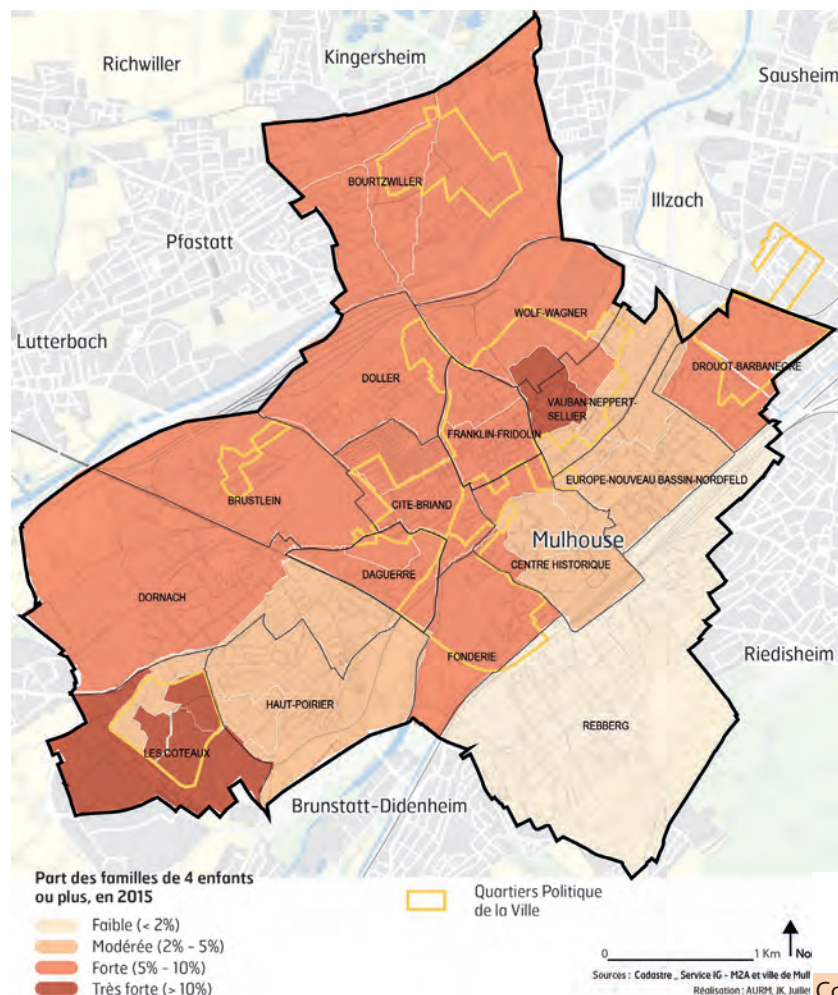 Richwiller
Kingersheim
Sausheim
BOURTZWILLER
Illzach
Pfastatt
WOLF-WAGNER
Lutterbach
DROUOT-BARBANEGRE
DOLLER
VAUBAN-NEPPERT-
SELLIER
FRANKLIN-FRIDOLIN
EUROPE-NOUVEAU BASSIN-NORDFELD
BRUSTLEIN
CITE-BRIAND
Mulhouse
CENTRE HISTORIQUE
DAGUERRE
DORNACH
FONDERIE
Riedisheim
HAUT-POIRIER
REBBERG
LES COTEAUX
Brunstatt-Didenheim
Part des familles de 4 enfants
ou plus, en 2015
Faible (< 2%)
Modérée (2% - 5%)
Forte (5% - 10%)
Très forte (> 10%)
Quartiers Politique
de la Ville
0 1 Km No
Sources : Cadastre _ Service IG - M2A et ville de Mul
Réalisation : AURM, JK, Juillet
Co